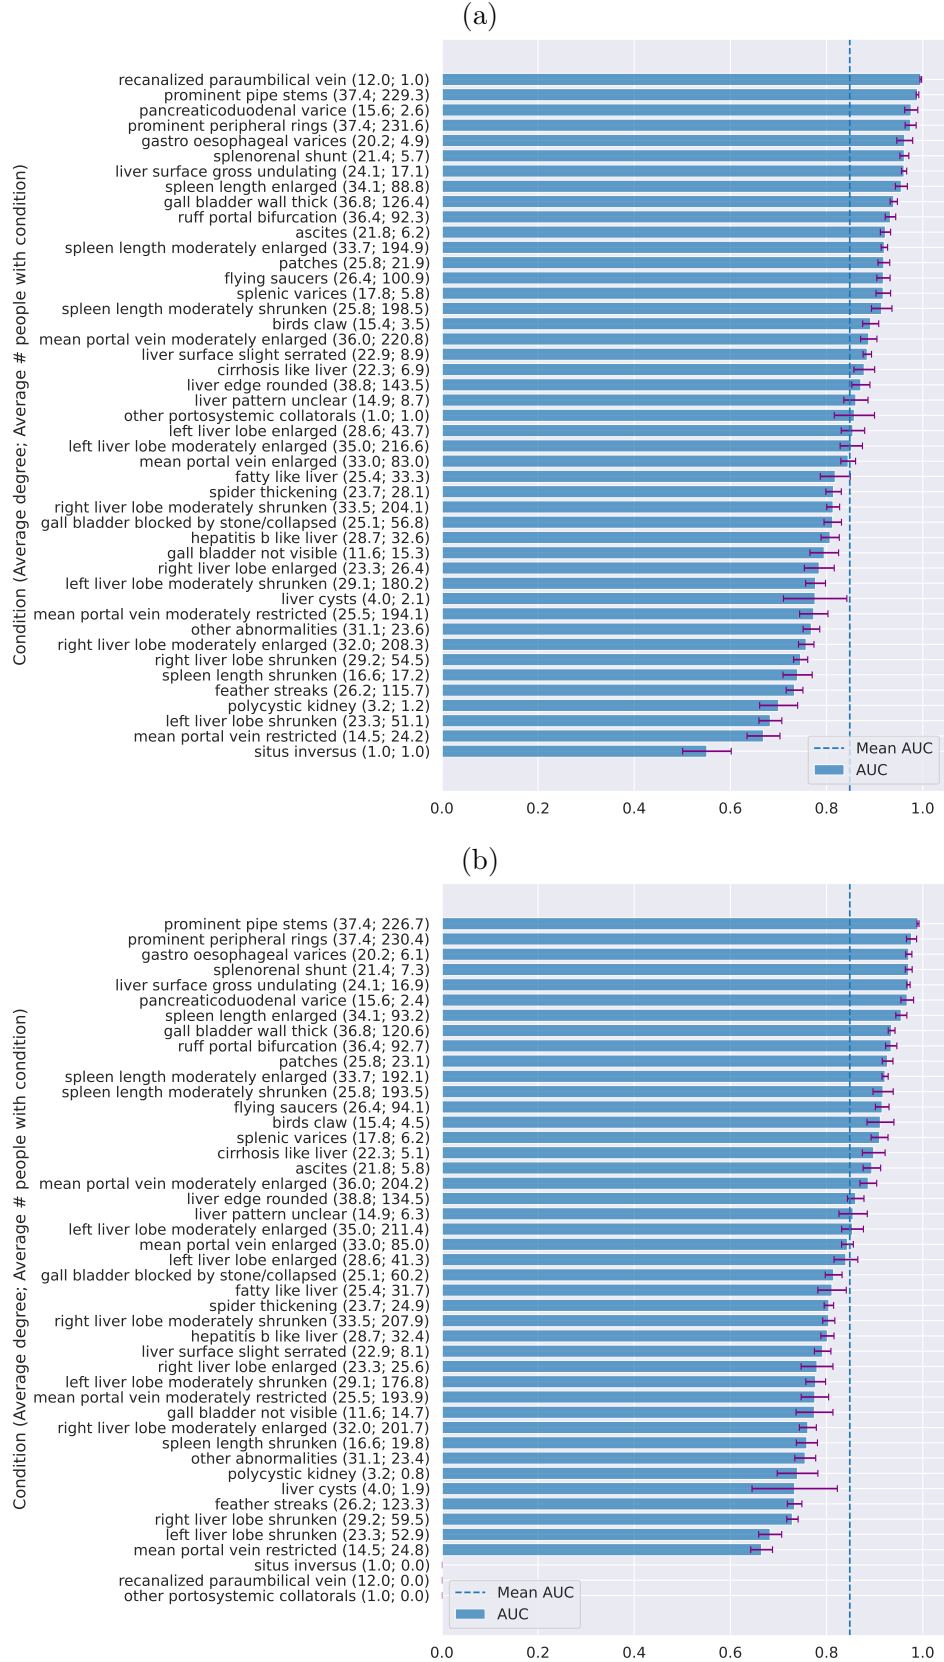 (a)
Condition (Average degree; Average # people with condition)
recanalized paraumbilical vein (12.0; 1.0)
prominent pipe stems (37.4; 229.3)
pancreaticoduodenal varice (15.6; 2.6)
prominent peripheral rings (37.4; 231.6)
gastro oesophageal varices (20.2; 4.9)
splenorenal shunt (21.4; 5.7)
liver surface gross undulating (24.1; 17.1)
spleen length enlarged (34.1; 88.8)
gall bladder wall thick (36.8; 126.4)
ruff portal bifurcation (36.4; 92.3)
ascites (21.8; 6.2)
spleen length moderately enlarged (33.7; 194.9)
patches (25.8; 21.9)
flying saucers (26.4; 100.9)
splenic varices (17.8; 5.8)
spleen length moderately shrunken (25.8; 198.5)
birds claw (15.4; 3.5)
mean portal vein moderately enlarged (36.0; 220.8)
liver surface slight serrated (22.9; 8.9)
cirrhosis like liver (22.3; 6.9)
liver edge rounded (38.8; 143.5)
liver pattern unclear (14.9; 8.7)
other portosystemic collatorals (1.0; 1.0)
left liver lobe enlarged (28.6; 43.7)
left liver lobe moderately enlarged (35.0; 216.6)
mean portal vein enlarged (33.0; 83.0)
fatty like liver (25.4; 33.3)
spider thickening (23.7; 28.1)
right liver lobe moderately shrunken (33.5; 204.1)
gall bladder blocked by stone/collapsed (25.1; 56.8)
hepatitis b like liver (28.7; 32.6)
gall bladder not visible (11.6; 15.3)
right liver lobe enlarged (23.3; 26.4)
left liver lobe moderately shrunken (29.1; 180.2)
liver cysts (4.0; 2.1)
mean portal vein moderately restricted (25.5; 194.1)
other abnormalities (31.1; 23.6)
right liver lobe moderately enlarged (32.0; 208.3)
right liver lobe shrunken (29.2; 54.5)
spleen length shrunken (16.6; 17.2)
feather streaks (26.2; 115.7)
polycystic kidney (3.2; 1.2)
left liver lobe shrunken (23.3; 51.1)
mean portal vein restricted (14.5; 24.2)
situs inversus (1.0; 1.0)
Mean AUC
AUC
0.0 0.2 0.4 0.6 0.8 1.0
(b)
Condition (Average degree; Average # people with condition)
prominent pipe stems (37.4; 226.7)
prominent peripheral rings (37.4; 230.4)
gastro oesophageal varices (20.2; 6.1)
splenorenal shunt (21.4; 7.3)
liver surface gross undulating (24.1; 16.9)
pancreaticoduodenal varice (15.6; 2.4)
spleen length enlarged (34.1; 93.2)
gall bladder wall thick (36.8; 120.6)
ruff portal bifurcation (36.4; 92.7)
patches (25.8; 23.1)
spleen length moderately enlarged (33.7; 192.1)
spleen length moderately shrunken (25.8; 193.5)
flying saucers (26.4; 94.1)
birds claw (15.4; 4.5)
splenic varices (17.8; 6.2)
cirrhosis like liver (22.3; 5.1)
ascites (21.8; 5.8)
mean portal vein moderately enlarged (36.0; 204.2)
liver edge rounded (38.8; 134.5)
liver pattern unclear (14.9; 6.3)
left liver lobe moderately enlarged (35.0; 211.4)
mean portal vein enlarged (33.0; 85.0)
left liver lobe enlarged (28.6; 41.3)
gall bladder blocked by stone/collapsed (25.1; 60.2)
fatty like liver (25.4; 31.7)
spider thickening (23.7; 24.9)
right liver lobe moderately shrunken (33.5; 207.9)
hepatitis b like liver (28.7; 32.4)
liver surface slight serrated (22.9; 8.1)
right liver lobe enlarged (23.3; 25.6)
left liver lobe moderately shrunken (29.1; 176.8)
mean portal vein moderately restricted (25.5; 193.9)
gall bladder not visible (11.6; 14.7)
right liver lobe moderately enlarged (32.0; 201.7)
spleen length shrunken (16.6; 19.8)
other abnormalities (31.1; 23.4)
polycystic kidney (3.2; 0.8)
liver cysts (4.0; 1.9)
feather streaks (26.2; 123.3)
right liver lobe shrunken (29.2; 59.5)
left liver lobe shrunken (23.3; 52.9)
mean portal vein restricted (14.5; 24.8)
situs inversus (1.0; 0.0)
recanalized paraumbilical vein (12.0; 0.0)
other portosystemic collatorals (1.0; 0.0)
Mean AUC
AUC
0.0 0.2 0.4 0.6 0.8 1.0